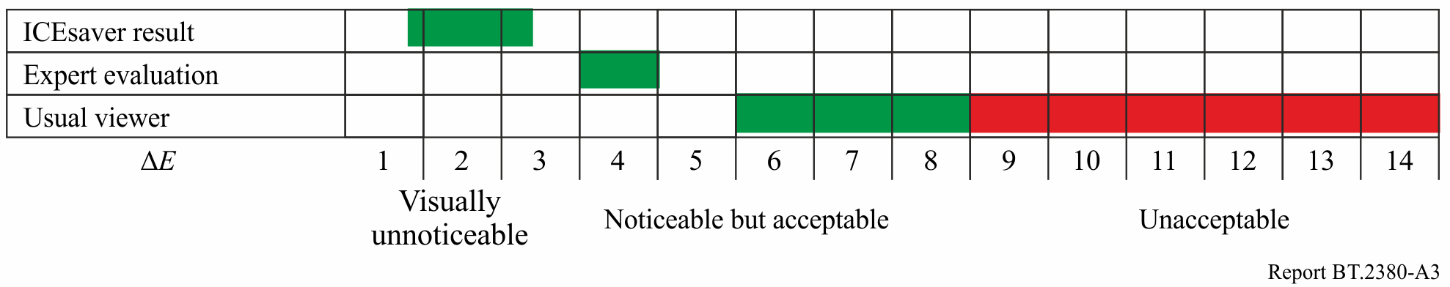 ICEsaver result
Expert evaluation
Usual viewer
ΔE 1 2 3 4 5 6 7 8 9 10 11 12 13 14
Visually
unnoticeable
Noticeable but acceptable
Unacceptable
Report BT.2380-A3